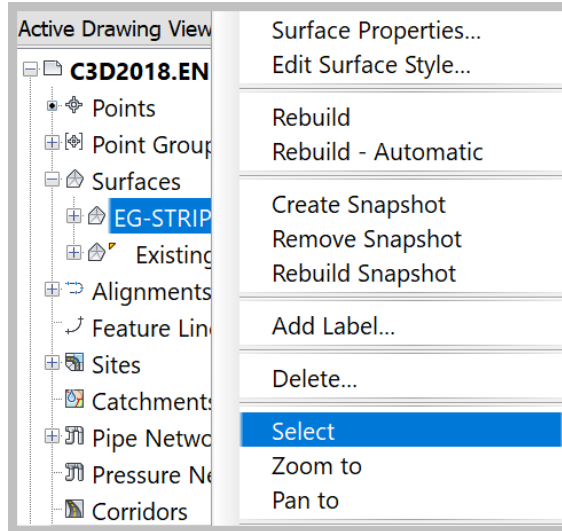 Active Drawing View
C3D2018.EN
Points
Point Group
Surfaces
EG-STRIP
Existing
Alignments
Feature Lin
Sites
Catchments
Pipe Netwo
Pressure Ne
Corridors
Surface Properties...
Edit Surface Style...
Rebuild
Rebuild - Automatic
Create Snapshot
Remove Snapshot
Rebuild Snapshot
Add Label...
Delete...
Select
Zoom to
Pan to